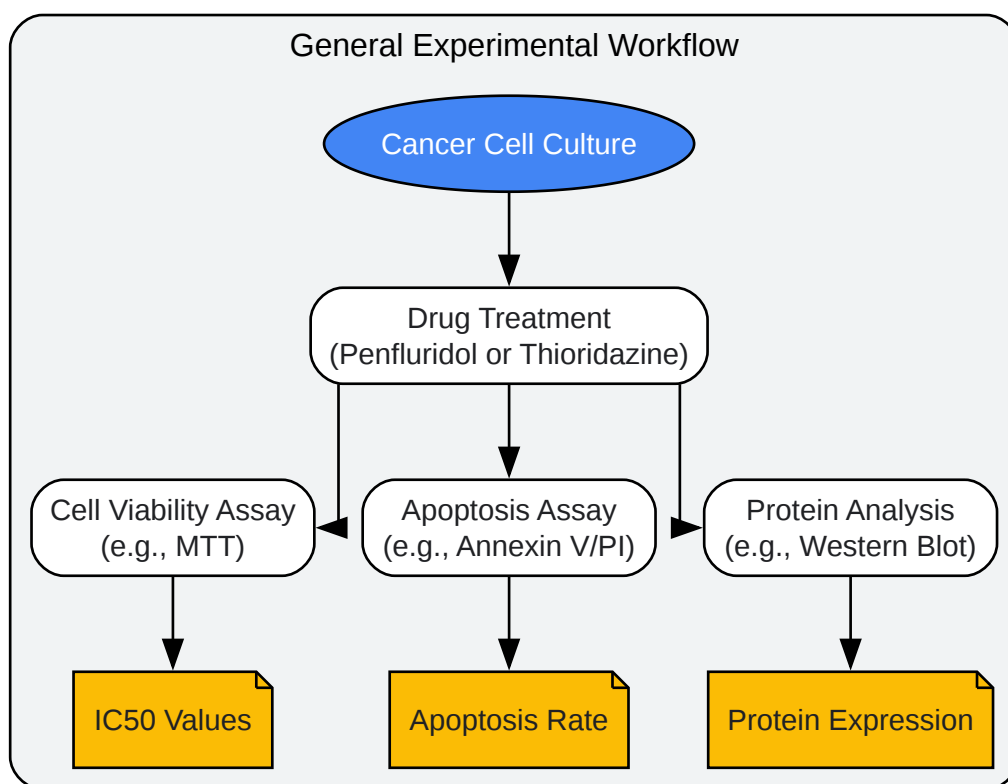 General Experimental Workflow
Cancer Cell Culture
Drug Treatment
(Penfluridol or Thioridazine)
Cell Viability Assay
(e.g., MTT)
Apoptosis Assay
(e.g., Annexin V/PI)
Protein Analysis
(e.g., Western Blot)
IC50 Values
Apoptosis Rate
Protein Expression